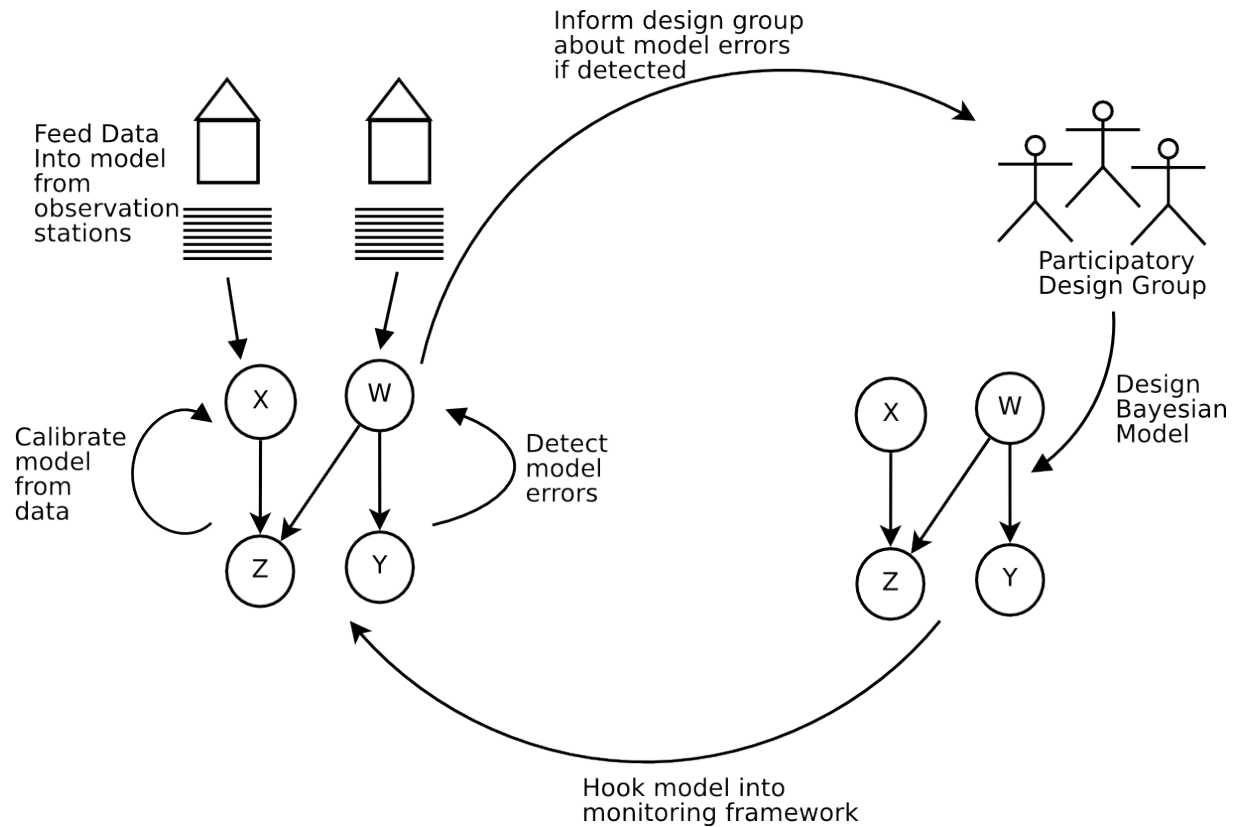 Inform design group
about model errors
if detected
Feed Data
Into model
from
observation
stations
Participatory
Design Group
X
W
Calibrate
model
from
data
Detect
model
errors
Z
Y
X
W
Design
Bayesian
Model
Z
Y
Hook model into
monitoring framework